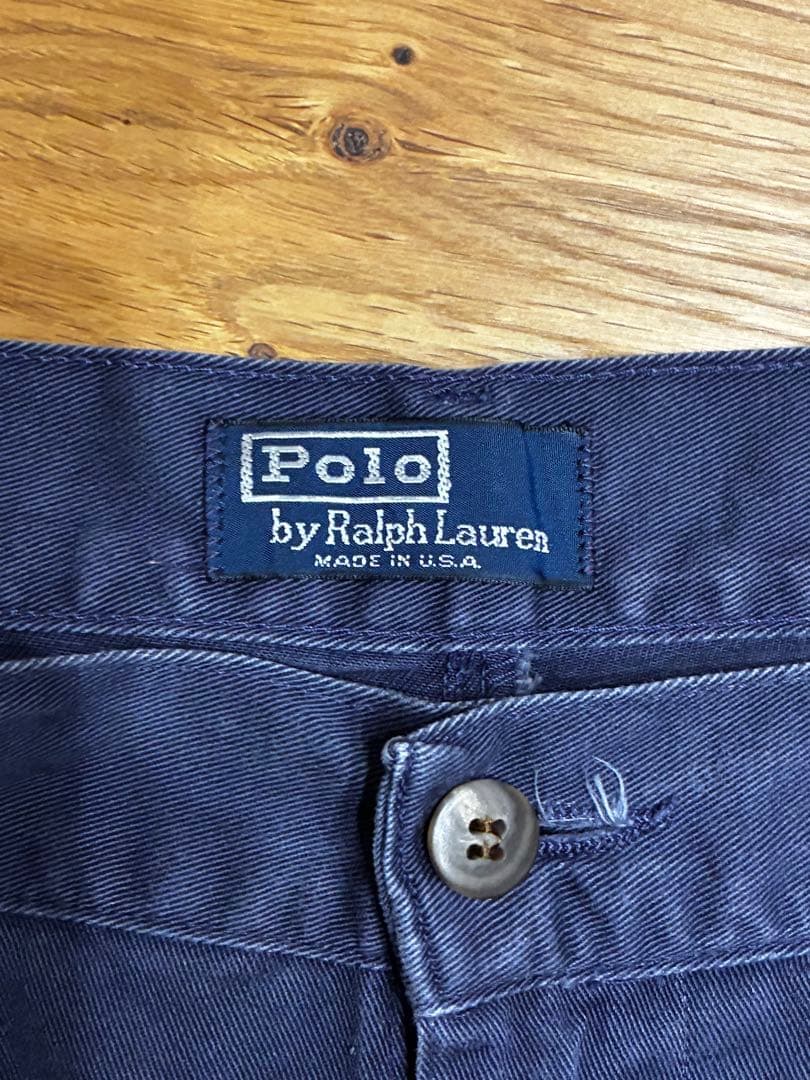 Polo
by Ralph Lauren
MADE IN U.S.A.